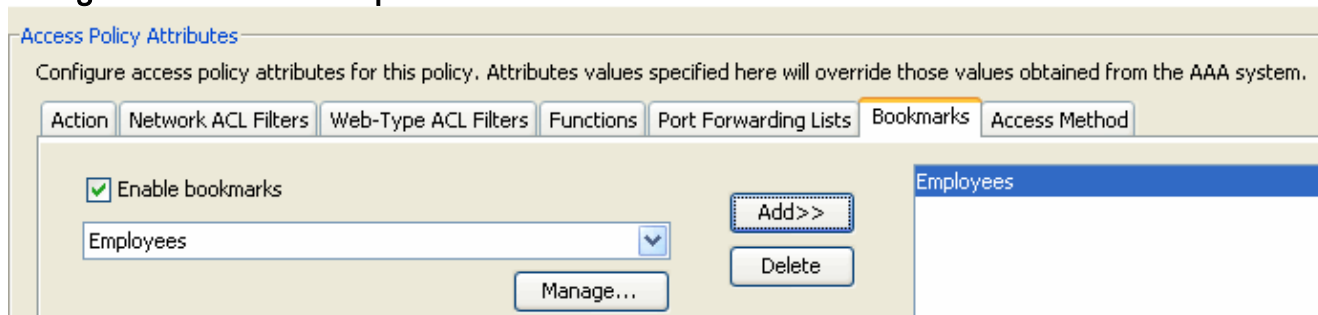 Access Policy Attributes
Configure access policy attributes for this policy. Attributes values specified here will override those values obtained from the AAA system.
Action Network ACL Filters Web-Type ACL Filters Functions Port Forwarding Lists Bookmarks Access Method
Enable bookmarks
Employees
Add>>
Employees
Delete
Manage...